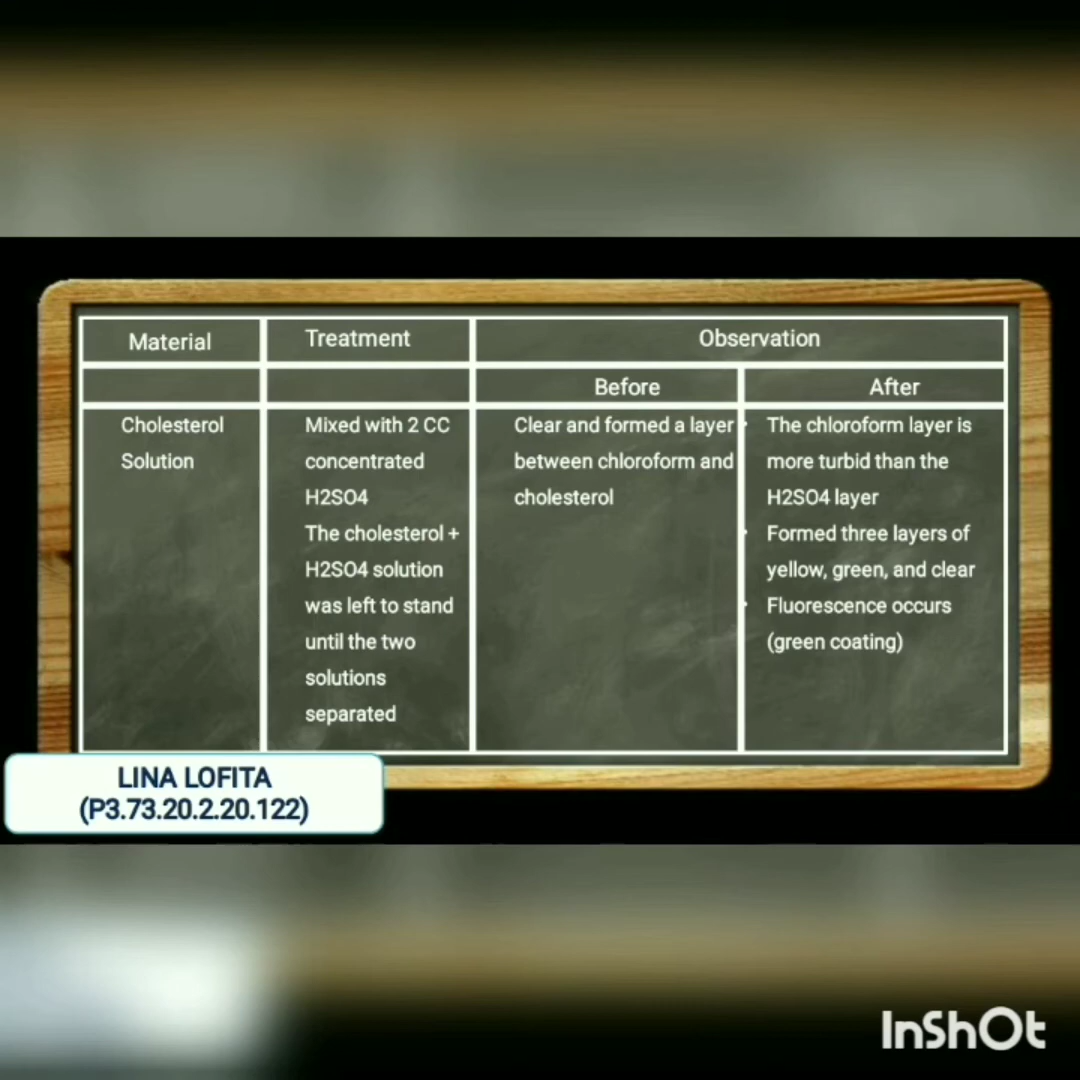 Material
Treatment
Observation
Before
After
Cholesterol
Solution
Mixed with 2 CC
concentrated
H2SO4
The cholesterol +
H2SO4 solution
was left to stand
until the two
solutions
separated
Clear and formed a layer
between chloroform and
cholesterol
• The chloroform layer is
more turbid than the
H2SO4 layer
• Formed three layers of
yellow, green, and clear
• Fluorescence occurs
(green coating)
LINA LOFITA
(P3.73.20.2.20.122)
InShOt